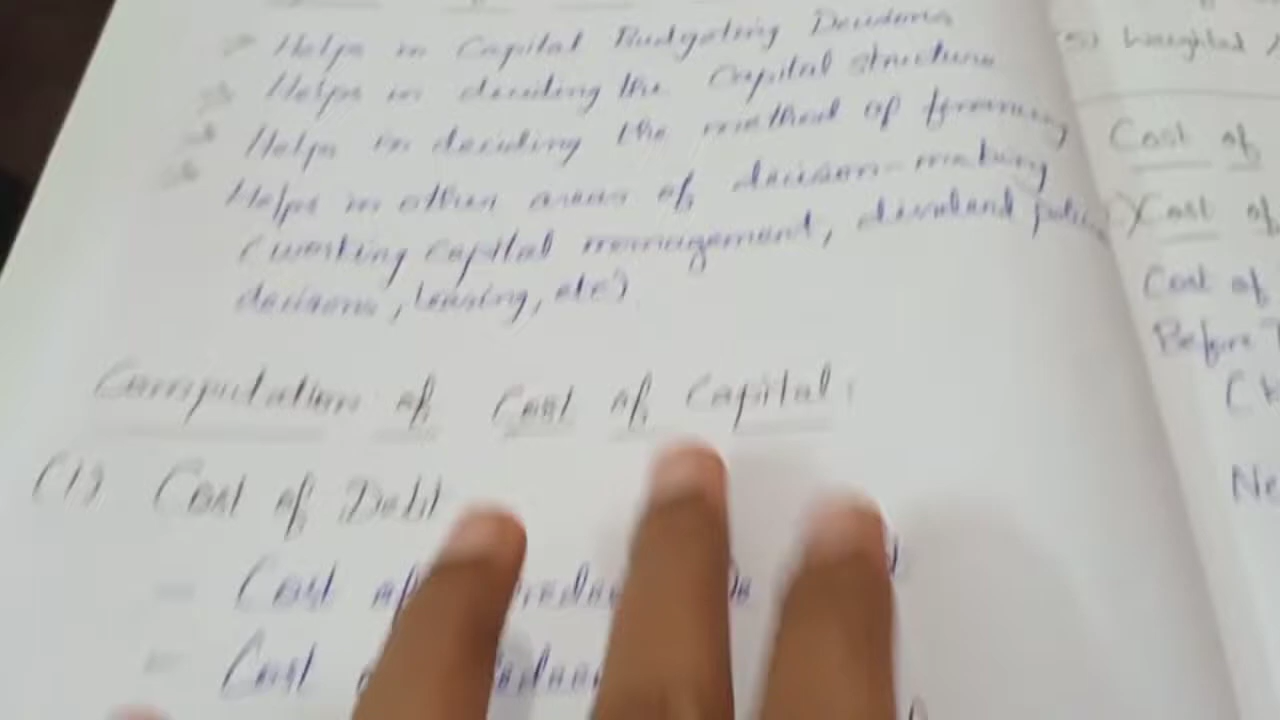 Helps in Capital Budgeting Decisions
Helps in deciding the Capital structure
Helps in deciding the method of financing
Helps in other areas of decision-making
(working capital management, dividend policy
decisions, leasing, etc)
Computation of Cost of Capital:
(1) Cost of Debt
- Cost of
- Cost
(5) Weighted
Cost of
Cost of
Cost of
Before